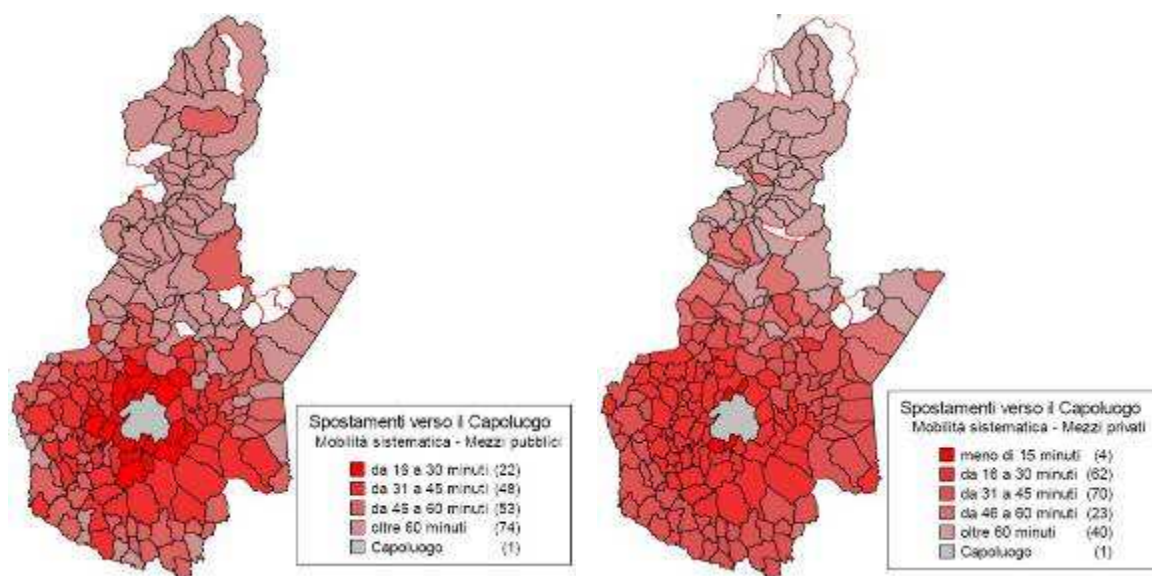 Spostamenti verso il Capoluogo
Mobilità sistematica - Mezzi pubblici
da 19 a 30 minuti (22)
da 31 a 45 minuti (48)
da 45 a 60 minuti (53)
oltre 60 minuti (74)
Capoluogo (1)
Spostamenti verso il Capoluogo
Mobilità sistematica - Mezzi privati
meno di 15 minuti (4)
da 16 a 30 minuti (62)
da 31 a 45 minuti (70)
da 46 a 60 minuti (23)
oltre 60 minuti (40)
Capoluogo (1)